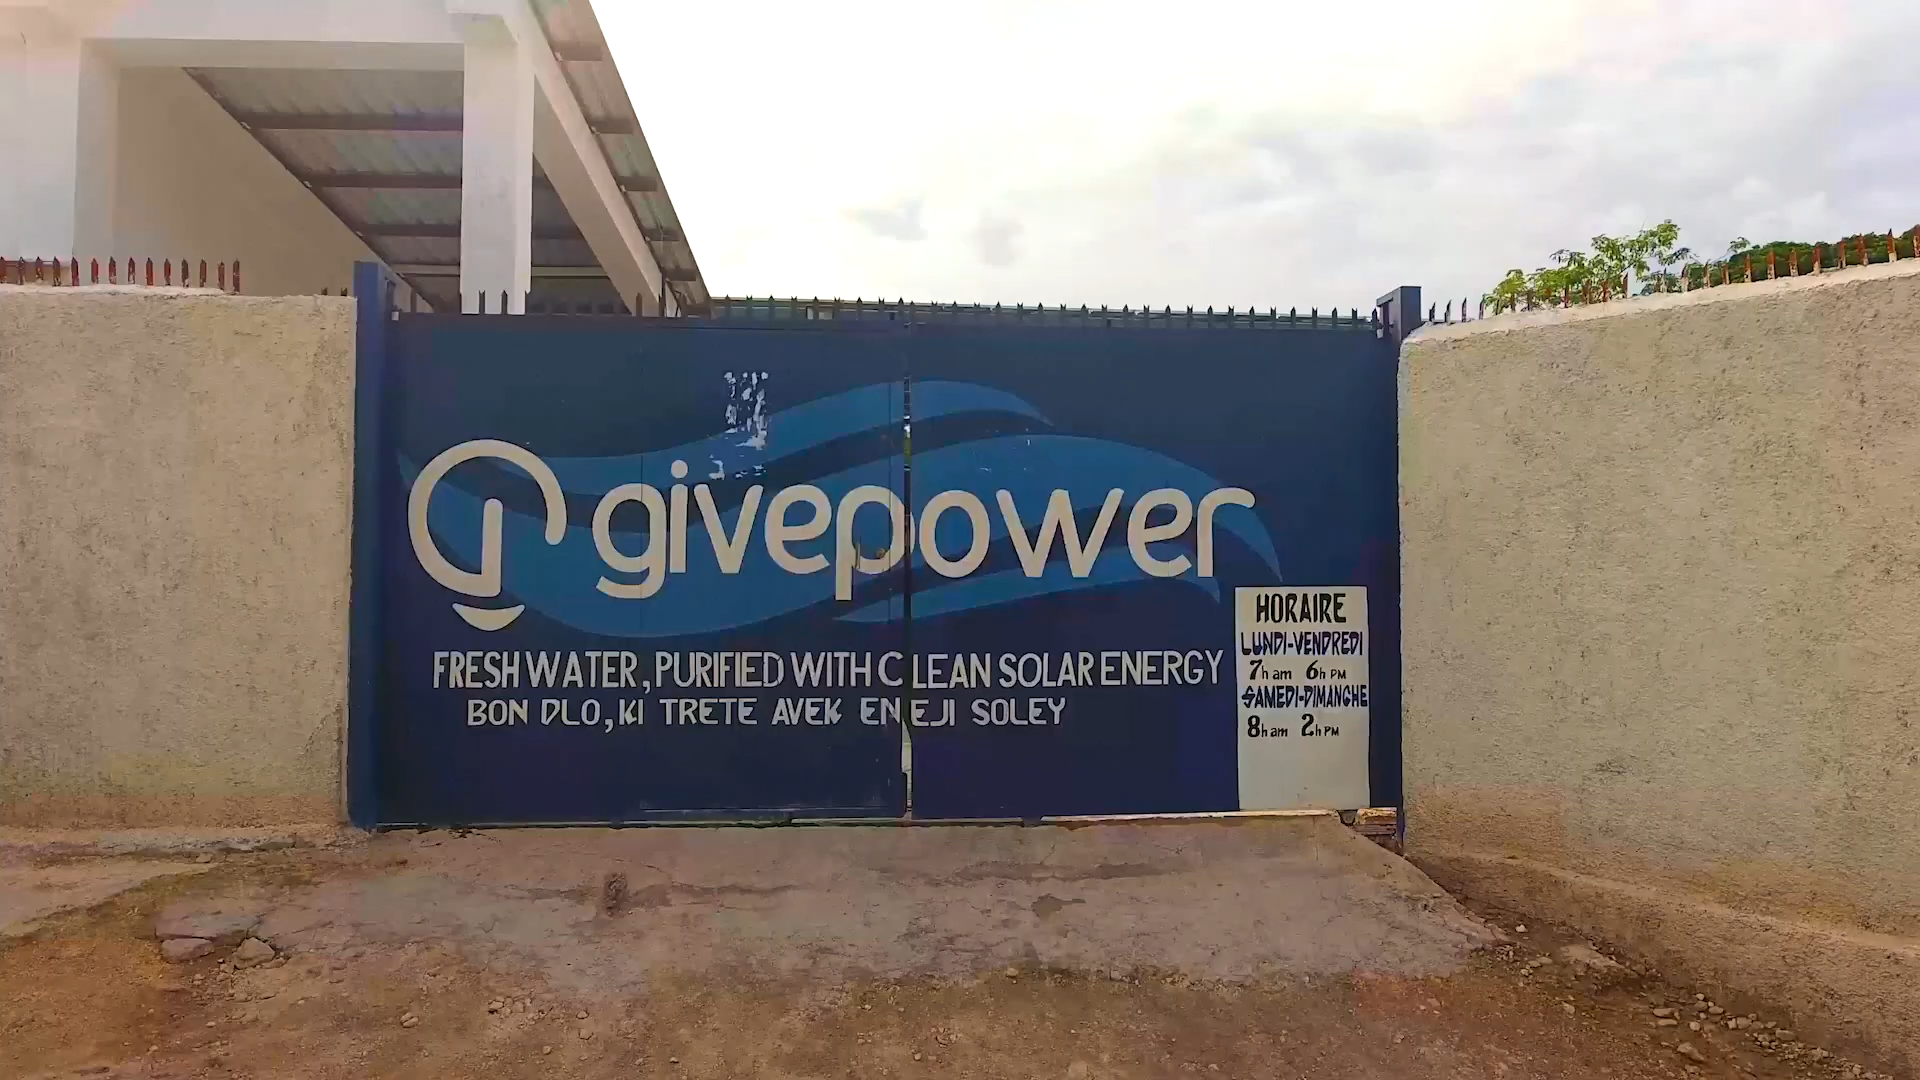 givepower
FRESH WATER, PURIFIED WITH CLEAN SOLAR ENERGY
BON DLO, KI TRETE AVEK ENEJI SOLEY
HORAIRE
LUNDI-VENDREDI
7h am 6h PM
SAMEDI-DIMANCHE
8h am 2h PM